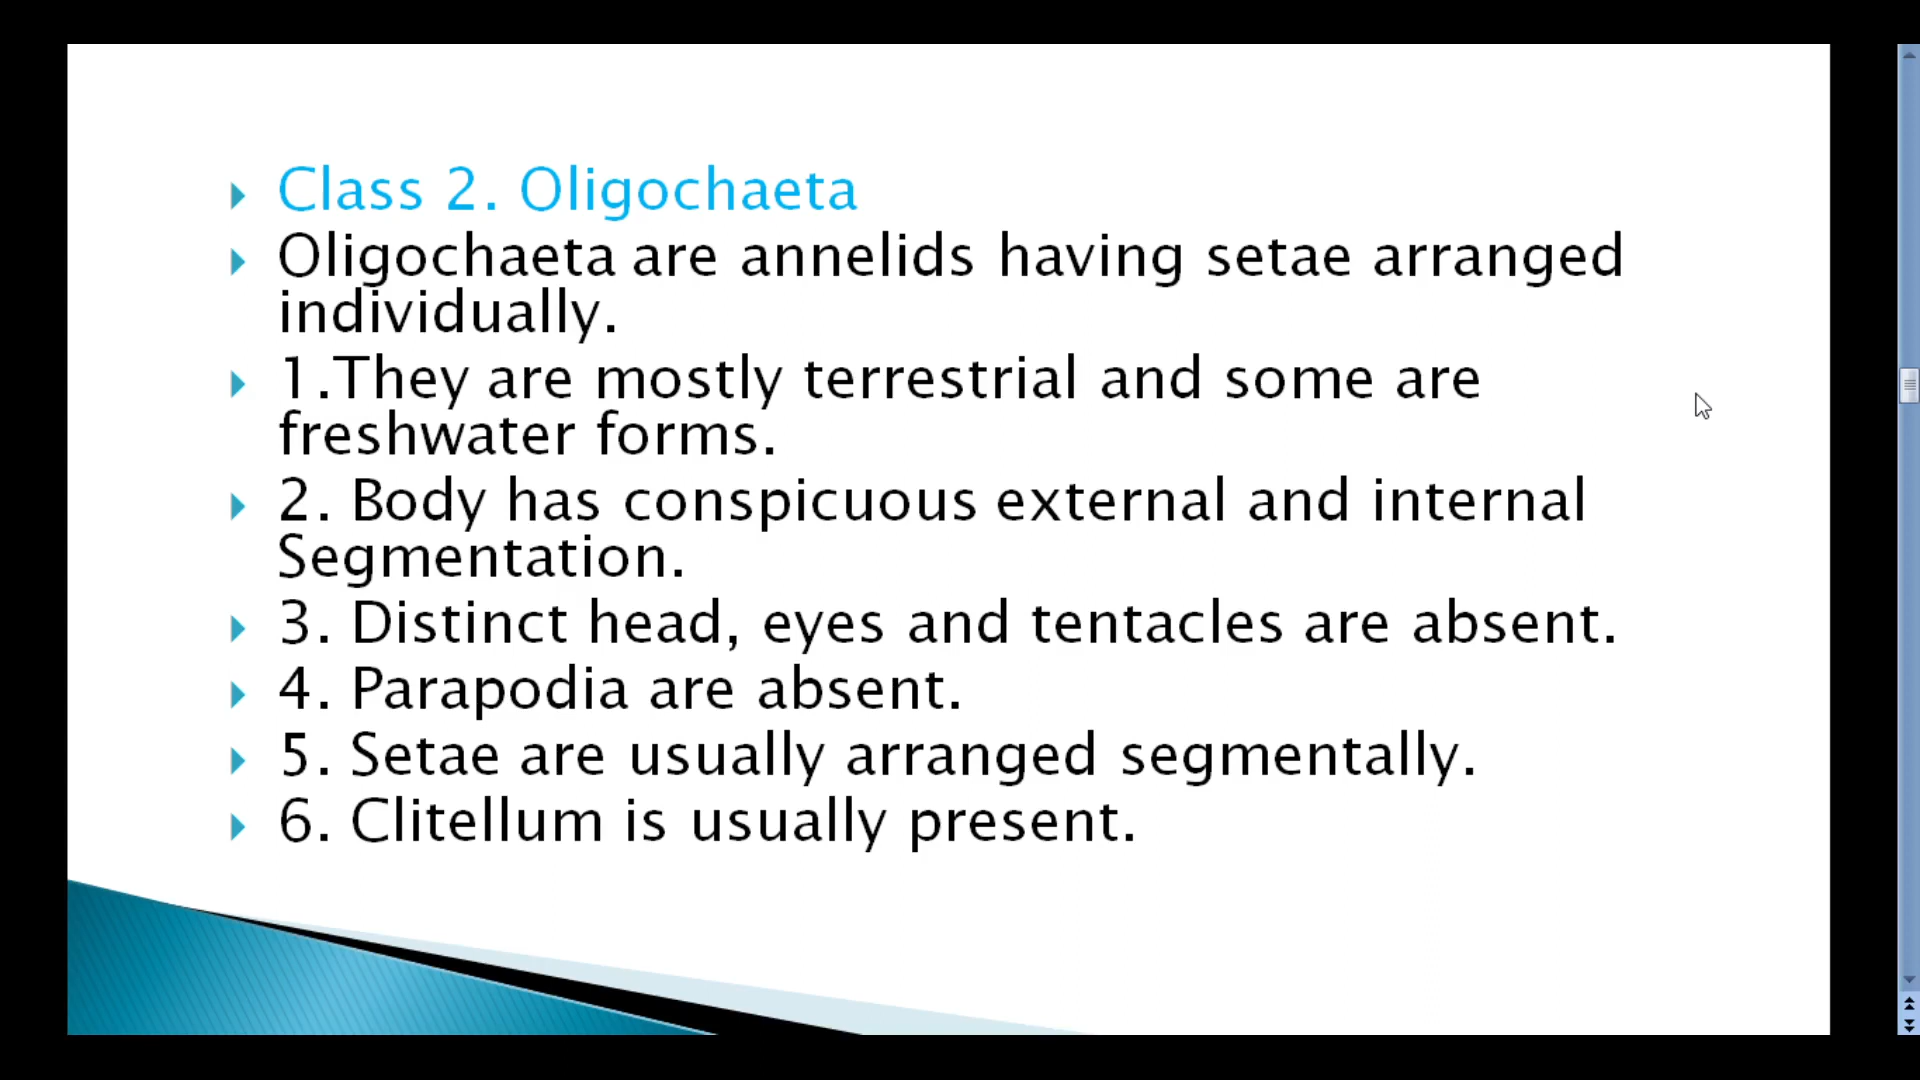 Class 2. Oligochaeta
Oligochaeta are annelids having setae arranged
individually.
1.They are mostly terrestrial and some are
freshwater forms.
2. Body has conspicuous external and internal
Segmentation.
3. Distinct head, eyes and tentacles are absent.
4. Parapodia are absent.
5. Setae are usually arranged segmentally.
6. Clitellum is usually present.